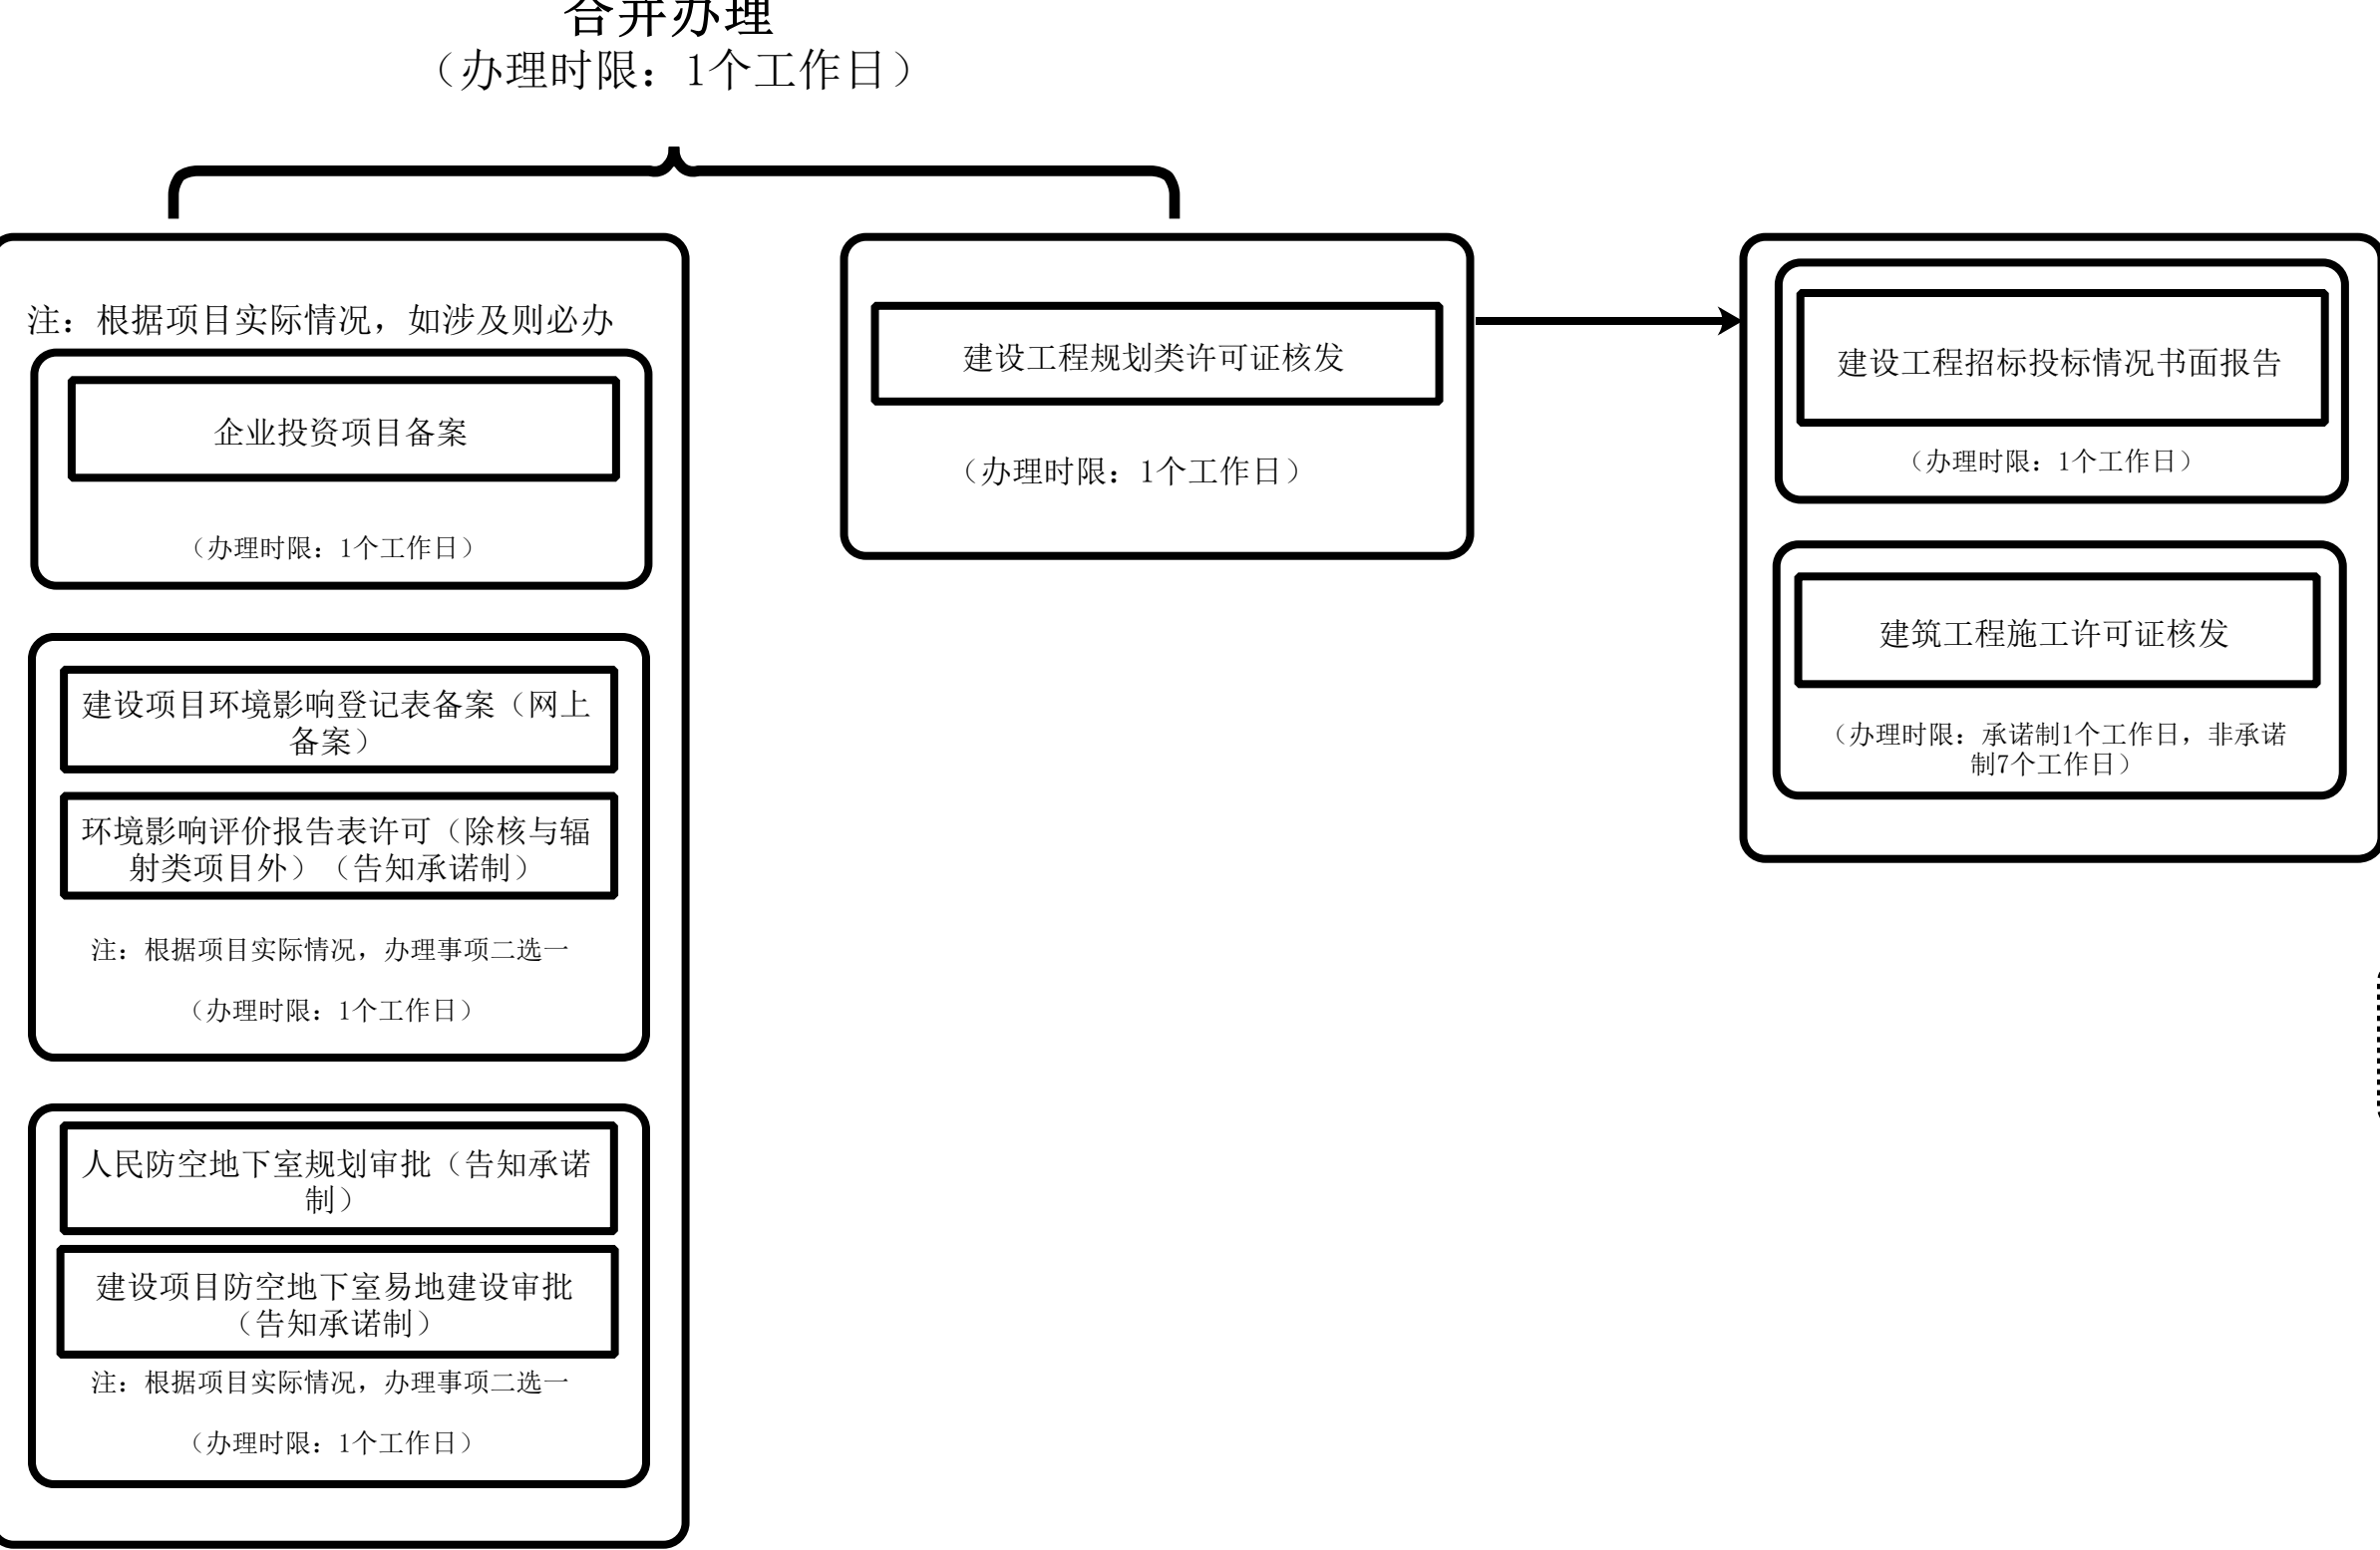 合并办理
（办理时限：1个工作日）
注：根据项目实际情况，如涉及则必办
企业投资项目备案
（办理时限：1个工作日）
建设项目环境影响登记表备案（网上
备案）
环境影响评价报告表许可（除核与辐
射类项目外）（告知承诺制）
注：根据项目实际情况，办理事项二选一
（办理时限：1个工作日）
人民防空地下室规划审批（告知承诺
制）
建设项目防空地下室易地建设审批
（告知承诺制）
注：根据项目实际情况，办理事项二选一
（办理时限：1个工作日）
建设工程规划类许可证核发
（办理时限：1个工作日）
建设工程招标投标情况书面报告
（办理时限：1个工作日）
建筑工程施工许可证核发
（办理时限：承诺制1个工作日，非承诺
制7个工作日）